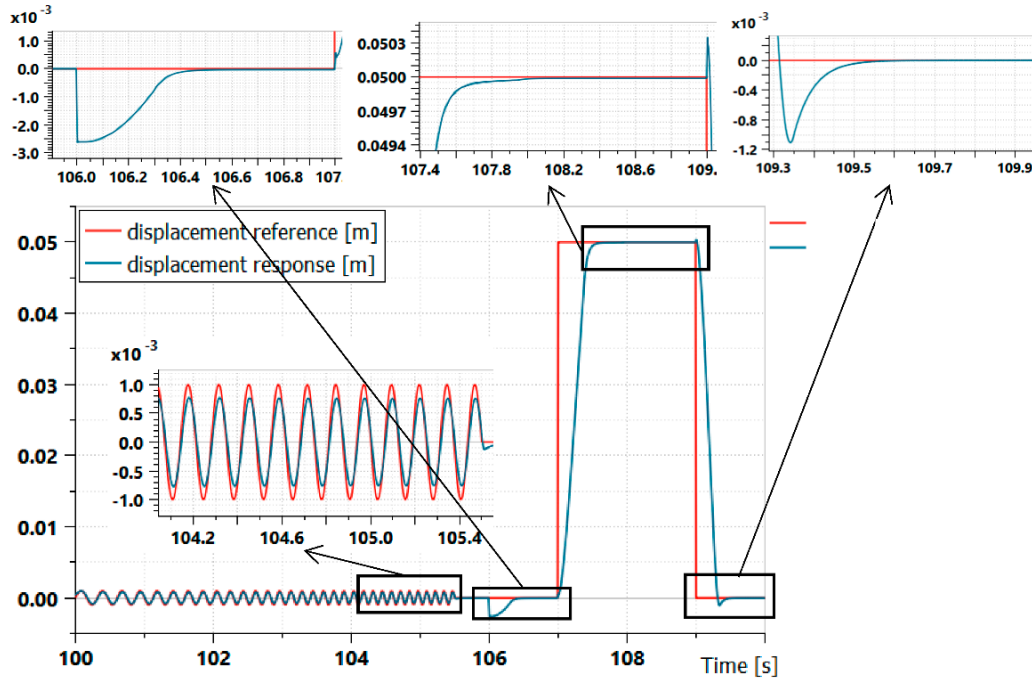 x10 -3
1.0
0.0
-1.0
-2.0
-3.0
106.0 106.2 106.4 106.6 106.8 107.
0.0503
0.0500
0.0497
0.0494
107.4 107.8 108.2 108.6 109.
x10 -3
0.0
-0.4
-0.8
-1.2
109.3 109.5 109.7 109.9
displacement reference [m]
displacement response [m]
0.05
0.04
0.03
0.02
0.01
0.00
x10 -3
1.0
0.5
0.0
-0.5
-1.0
104.2 104.6 105.0 105.4
100 102 104 106 108 Time [s]